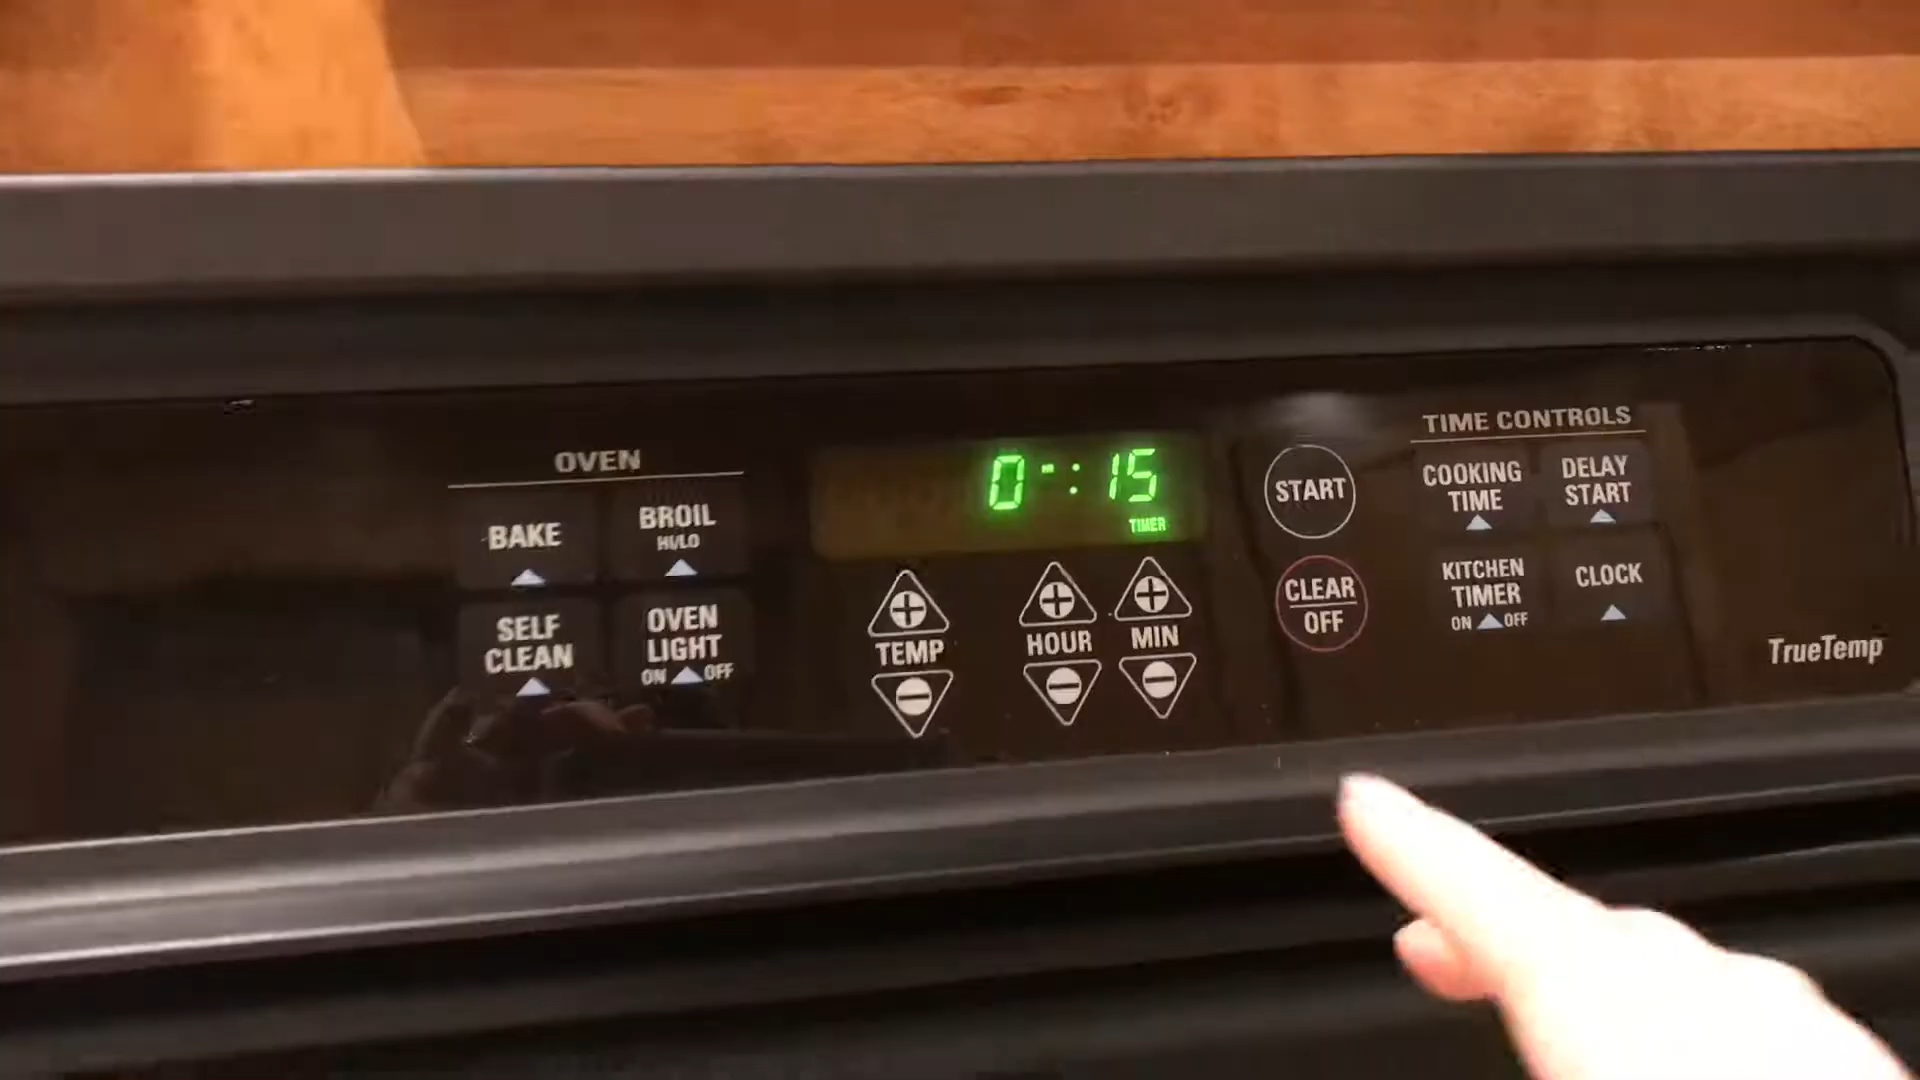 OVEN
BAKE
BROIL
HI/LO
SELF
CLEAN
OVEN
LIGHT
ON OFF
0 : 15
TIMER
TEMP
HOUR
MIN
START
CLEAR
OFF
TIME CONTROLS
COOKING
TIME
DELAY
START
KITCHEN
TIMER
ON OFF
CLOCK
TrueTemp